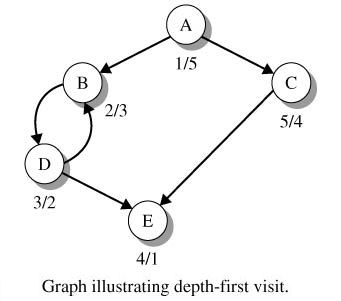 A
1/5
B
C
2/3
5/4
D
3/2
E
4/1
Graph illustrating depth-first visit.